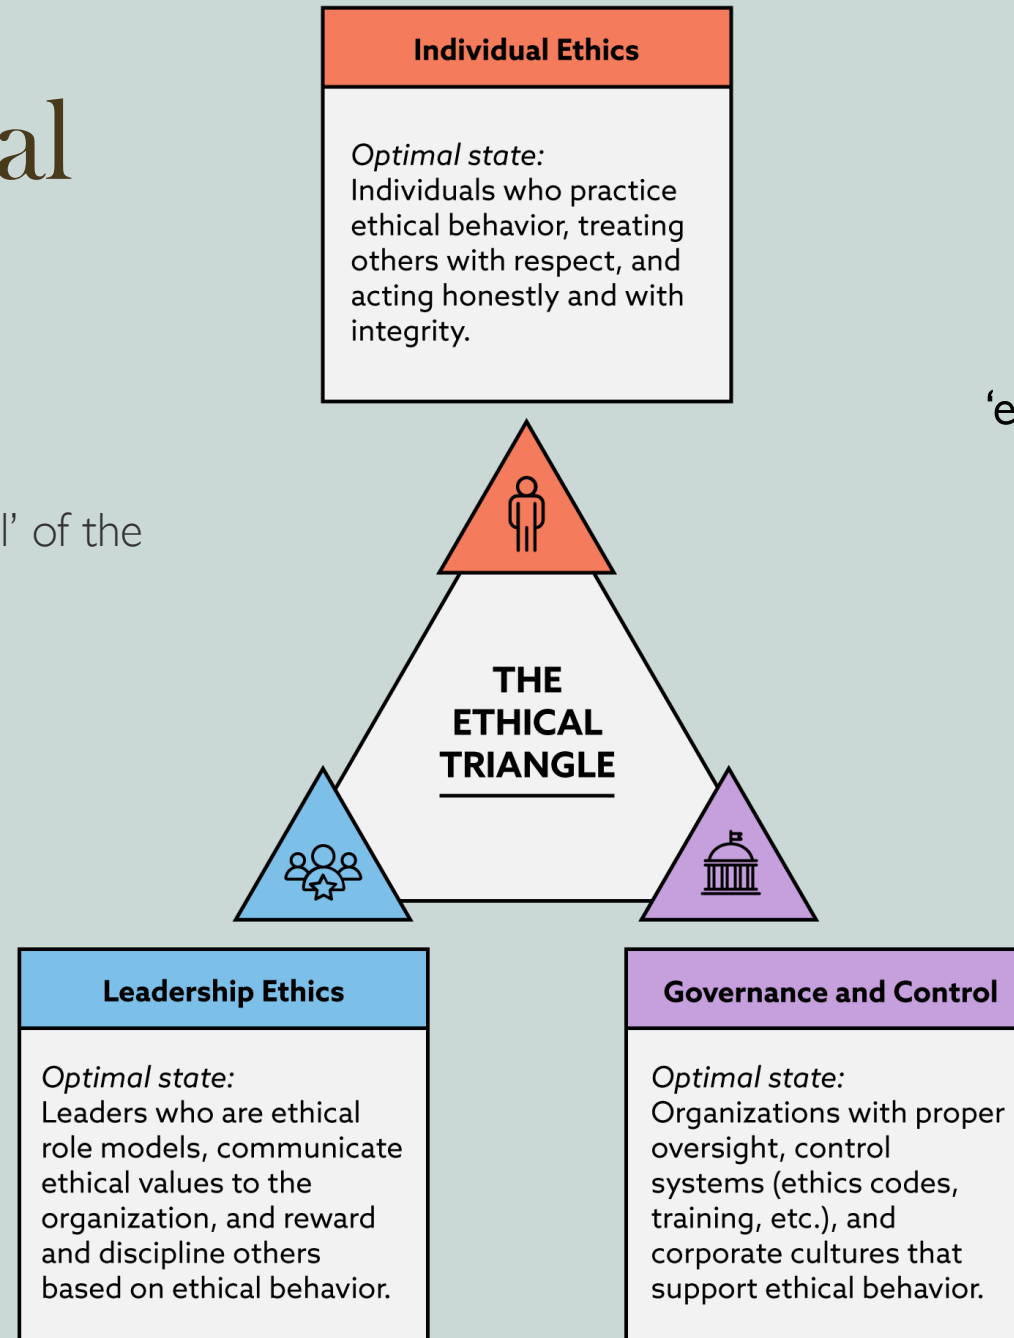 Individual Ethics
al
Optimal state:
Individuals who practice
ethical behavior, treating
others with respect, and
acting honestly and with
integrity.
‘e
l’ of the
THE
ETHICAL
TRIANGLE
Leadership Ethics
Optimal state:
Leaders who are ethical
role models, communicate
ethical values to the
organization, and reward
and discipline others
based on ethical behavior.
Governance and Control
Optimal state:
Organizations with proper
oversight, control
systems (ethics codes,
training, etc.), and
corporate cultures that
support ethical behavior.